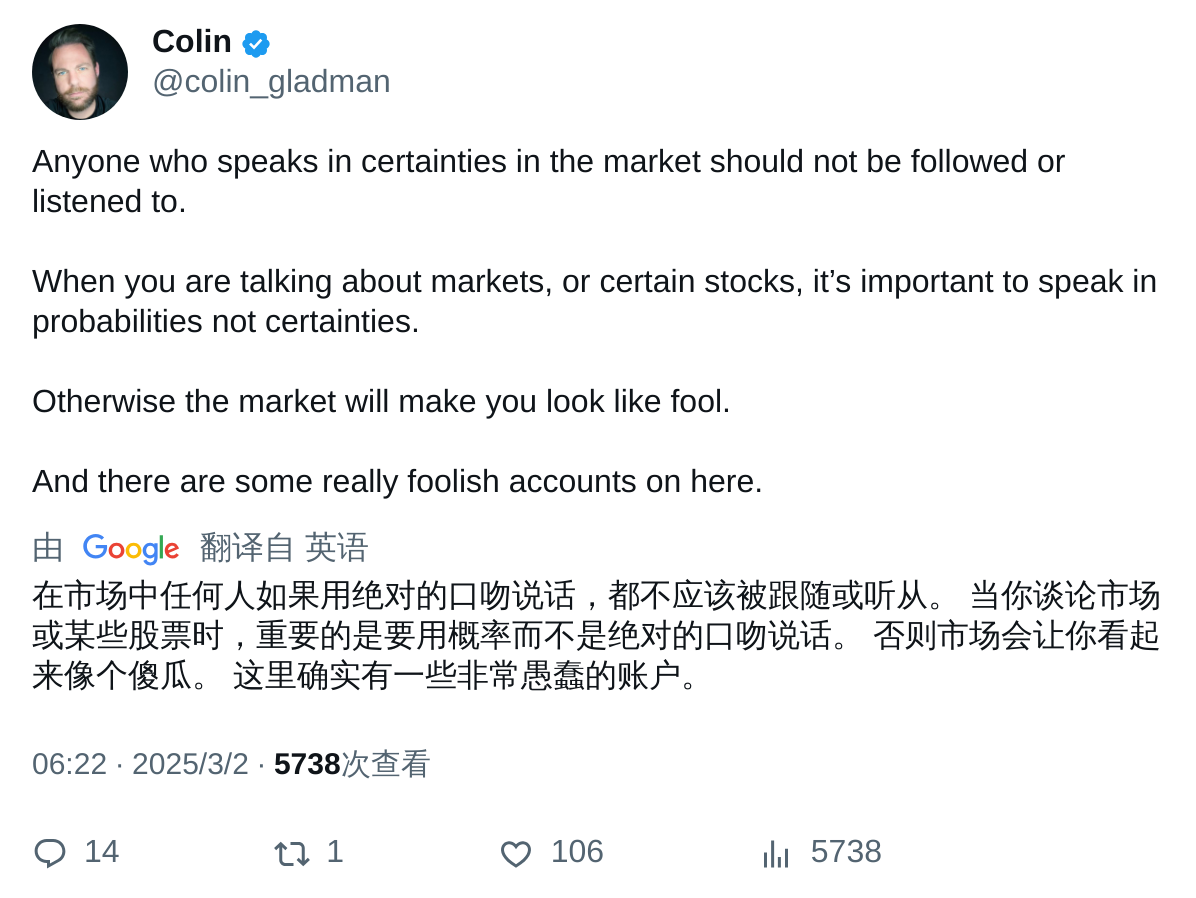 Colin
@colin_gladman
Anyone who speaks in certainties in the market should not be followed or
listened to.
When you are talking about markets, or certain stocks, it’s important to speak in
probabilities not certainties.
Otherwise the market will make you look like fool.
And there are some really foolish accounts on here.
由 Google 翻译自 英语
在市场中任何人如果用绝对的口吻说话，都不应该被跟随或听从。 当你谈论市场
或某些股票时，重要的是要用概率而不是绝对的口吻说话。 否则市场会让你看起
来像个傻瓜。 这里确实有一些非常愚蠢的账户。
06:22 · 2025/3/2 · 5738次查看
14 1 106 5738